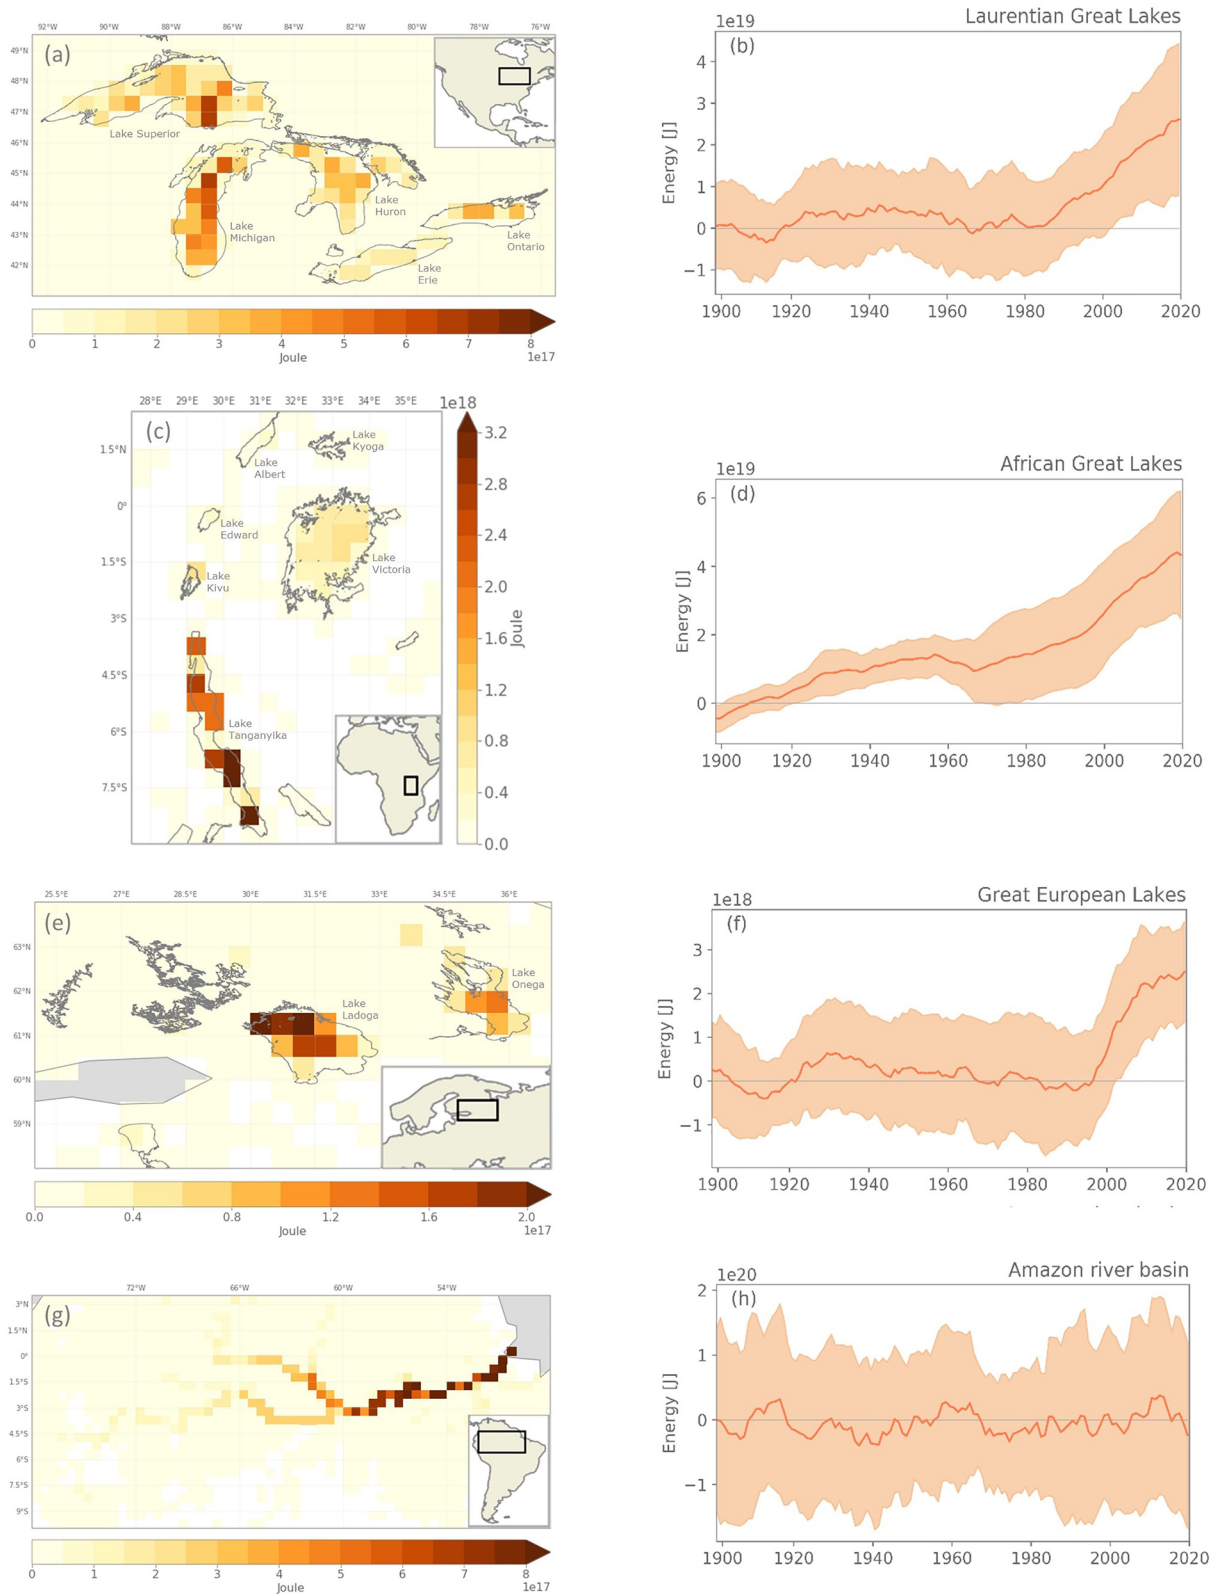 92°W 90°W 88°W 86°W 84°W 82°W 80°W 78°W 76°W
(a)
49°N
48°N
47°N
46°N
45°N
44°N
43°N
42°N
Lake Superior
Lake
Michigan
Lake
Huron
Lake
Ontario
Lake
Erie
0 1 2 3 4 5 6 7 8
Joule
1e17
Laurentian Great Lakes
1e19
(b)
Energy [J]
4
3
2
1
0
−1
1900 1920 1940 1960 1980 2000 2020
28°E 29°E 30°E 31°E 32°E 33°E 34°E 35°E
1e18
(c)
1.5°N
0°
1.5°S
3°S
4.5°S
6°S
7.5°S
Lake
Kyoga
Lake
Albert
Lake
Edward
Lake
Victoria
Lake
Kivu
Lake
Tanganyika
3.2
2.8
2.4
2.0
1.6
1.2
0.8
0.4
0.0
Joule
African Great Lakes
1e19
(d)
Energy [J]
6
4
2
0
1900 1920 1940 1960 1980 2000 2020
25.5°E 27°E 28.5°E 30°E 31.5°E 33°E 34.5°E 36°E
(e)
63°N
62°N
61°N
60°N
59°N
Lake
Onega
Lake
Ladoga
0.0 0.4 0.8 1.2 1.6 2.0
Joule
1e17
Great European Lakes
1e18
(f)
Energy [J]
3
2
1
0
−1
1900 1920 1940 1960 1980 2000 2020
72°W 66°W 60°W 54°W
(g)
3°N
1.5°N
0°
1.5°S
3°S
4.5°S
6°S
7.5°S
9°S
0 1 2 3 4 5 6 7 8
Joule
1e17
Amazon river basin
1e20
(h)
Energy [J]
2
1
0
−1
1900 1920 1940 1960 1980 2000 2020